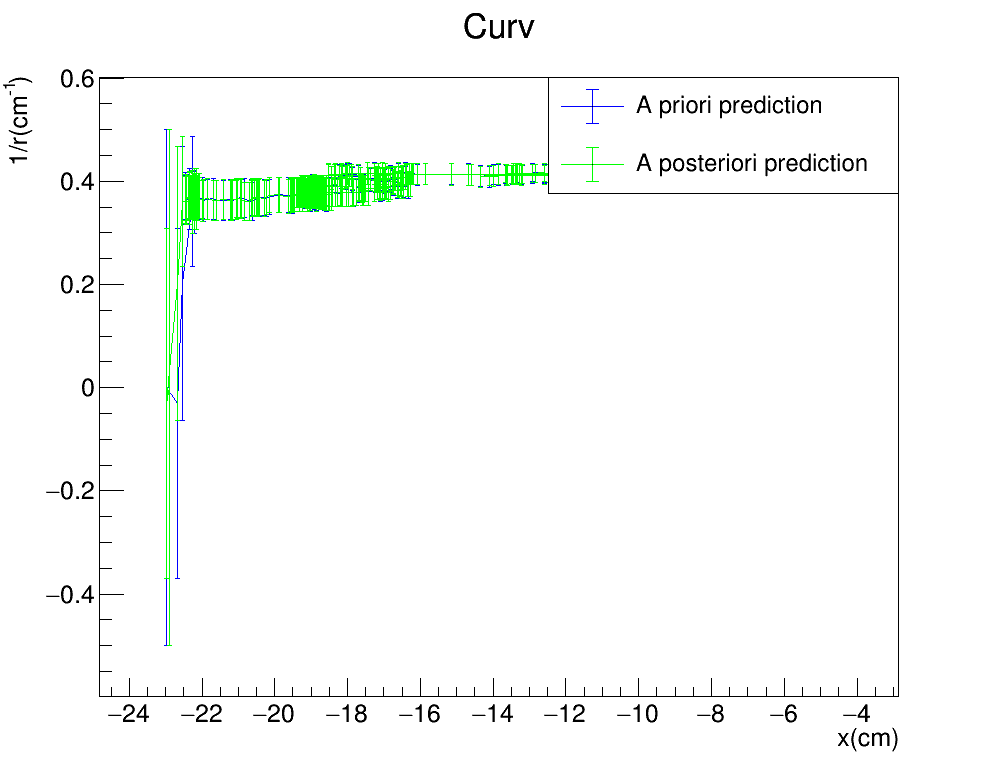 Curv
1/r(cm⁻¹)
0.6
0.4
0.2
0
−0.2
−0.4
A priori prediction
A posteriori prediction
−24 −22 −20 −18 −16 −14 −12 −10 −8 −6 −4
x(cm)